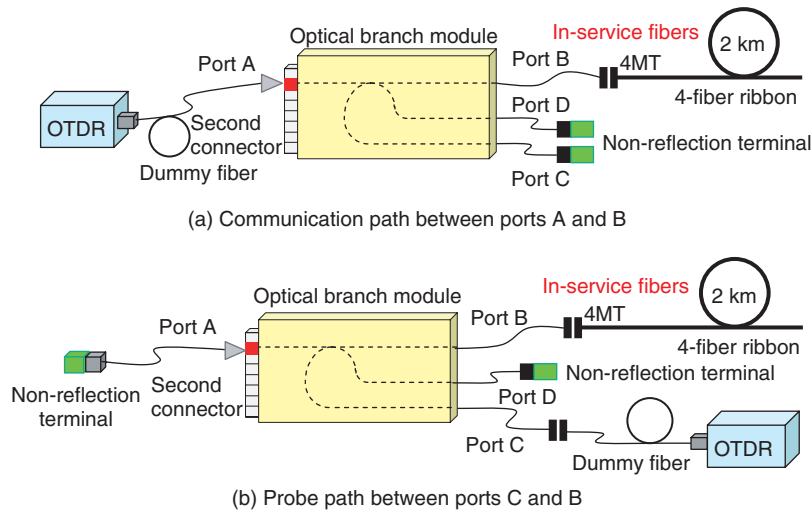 Optical branch module
In-service fibers
2 km
Port B
4MT
Port A
4-fiber ribbon
Port D
OTDR
Second
connector
Non-reflection terminal
Dummy fiber
Port C
(a) Communication path between ports A and B
In-service fibers
2 km
Optical branch module
Port B
4MT
Port A
4-fiber ribbon
Non-reflection terminal
Non-reflection
terminal
Second
connector
Port D
Port C
OTDR
Dummy fiber
(b) Probe path between ports C and B